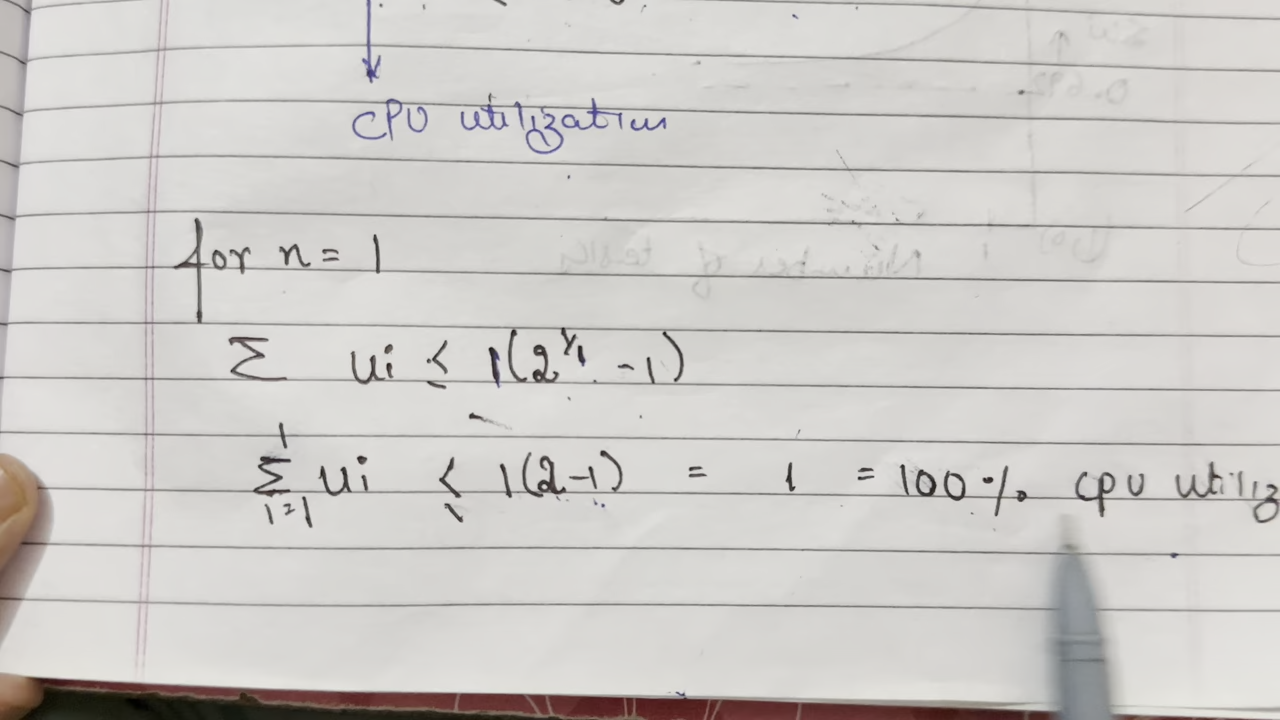 CPU utilization
for n = 1
Σ ui ≤ 1(2^1/1 - 1)
1
Σ ui ≤ 1(2-1) = 1 = 100% CPU utiliz
i=1